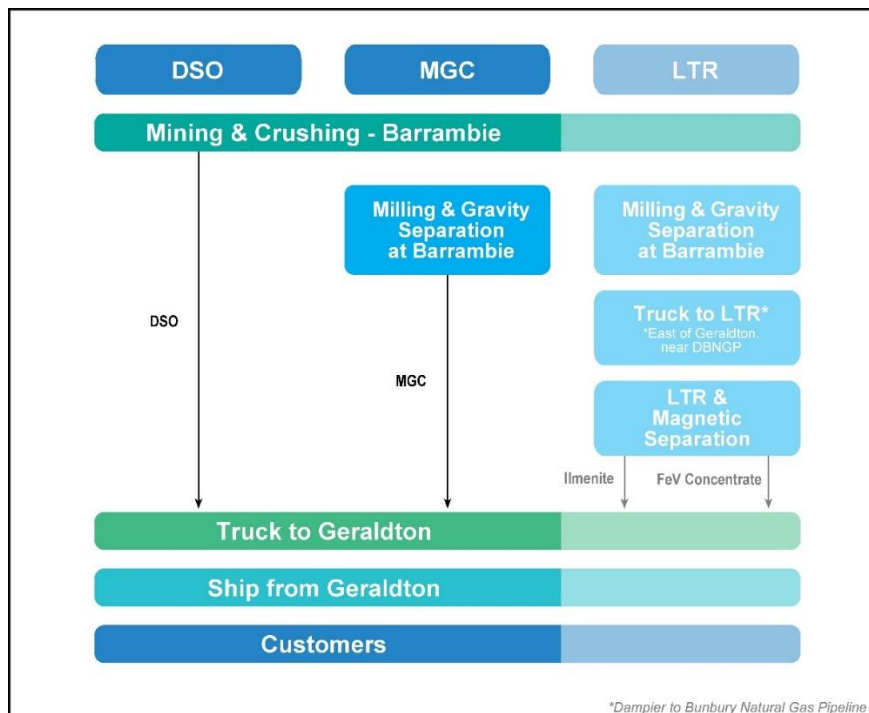 DSO
MGC
LTR
Mining & Crushing - Barrambie
Milling & Gravity
Separation
at Barrambie
Milling & Gravity
Separation
at Barrambie
Truck to LTR*
*East of Geraldton,
near DBNGP
DSO
MGC
LTR &
Magnetic
Separation
Ilmenite
FeV Concentrate
Truck to Geraldton
Ship from Geraldton
Customers
*Dampier to Bunbury Natural Gas Pipeline